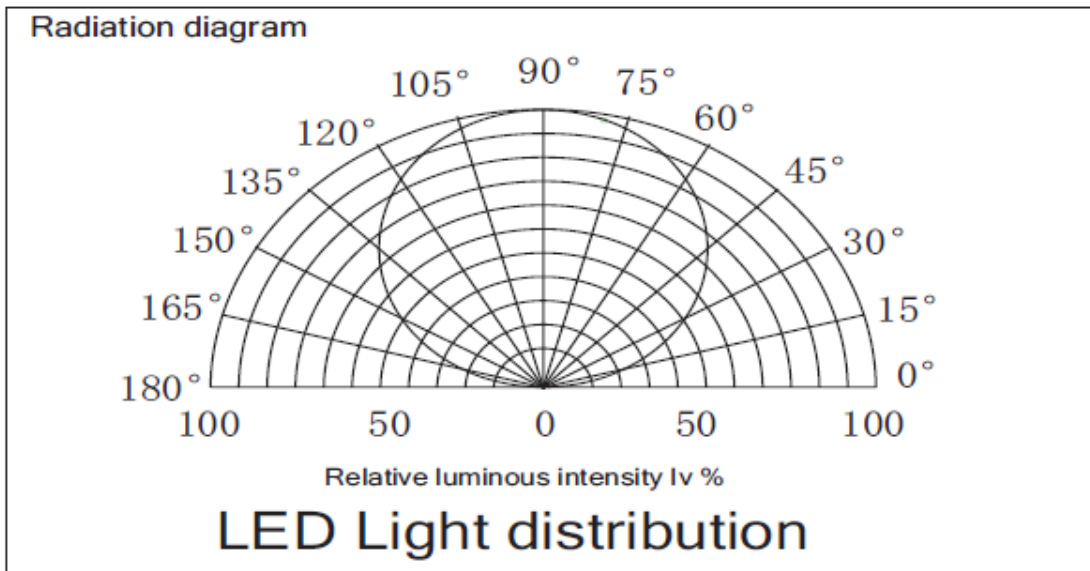 Radiation diagram
90°
105° 75°
120° 60°
135° 45°
150° 30°
165° 15°
180° 0°
100 50 0 50 100
Relative luminous intensity Iv %
LED Light distribution